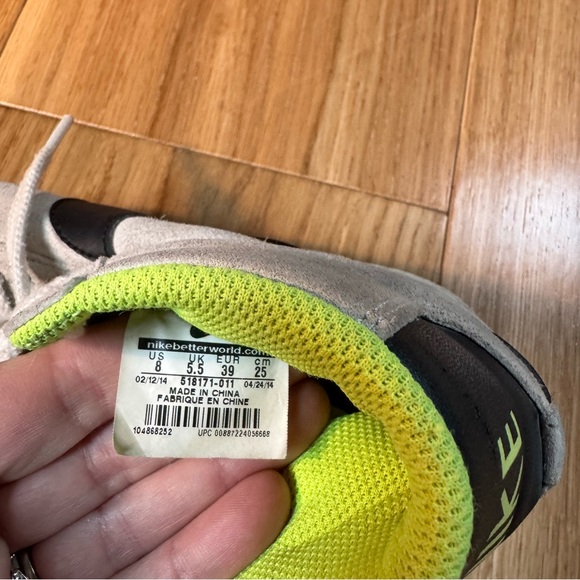 nikebetterworld.com
US UK EUR cm
8 5.5 39 25
02/12/14 518171-011 04/24/14
MADE IN CHINA
FABRIQUE EN CHINE
104868252 UPC 00887224056668
NIKE